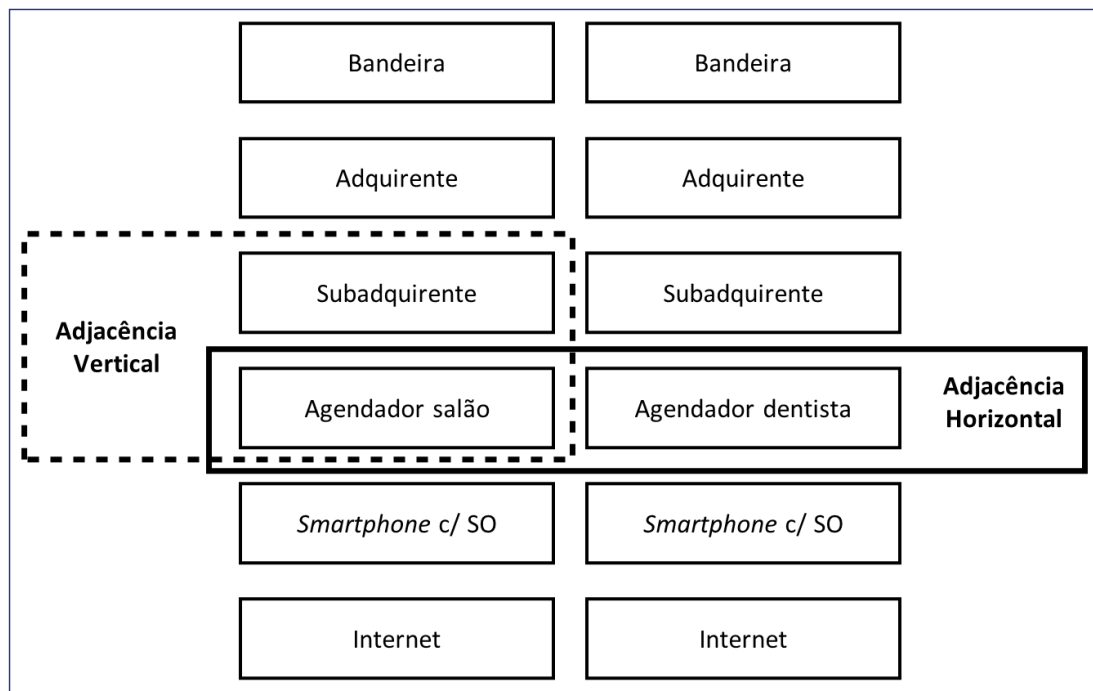 Bandeira
Bandeira
Adquirente
Adquirente
Subadquirente
Subadquirente
Adjacência
Vertical
Agendador salão
Agendador dentista
Adjacência
Horizontal
Smartphone c/ SO
Smartphone c/ SO
Internet
Internet